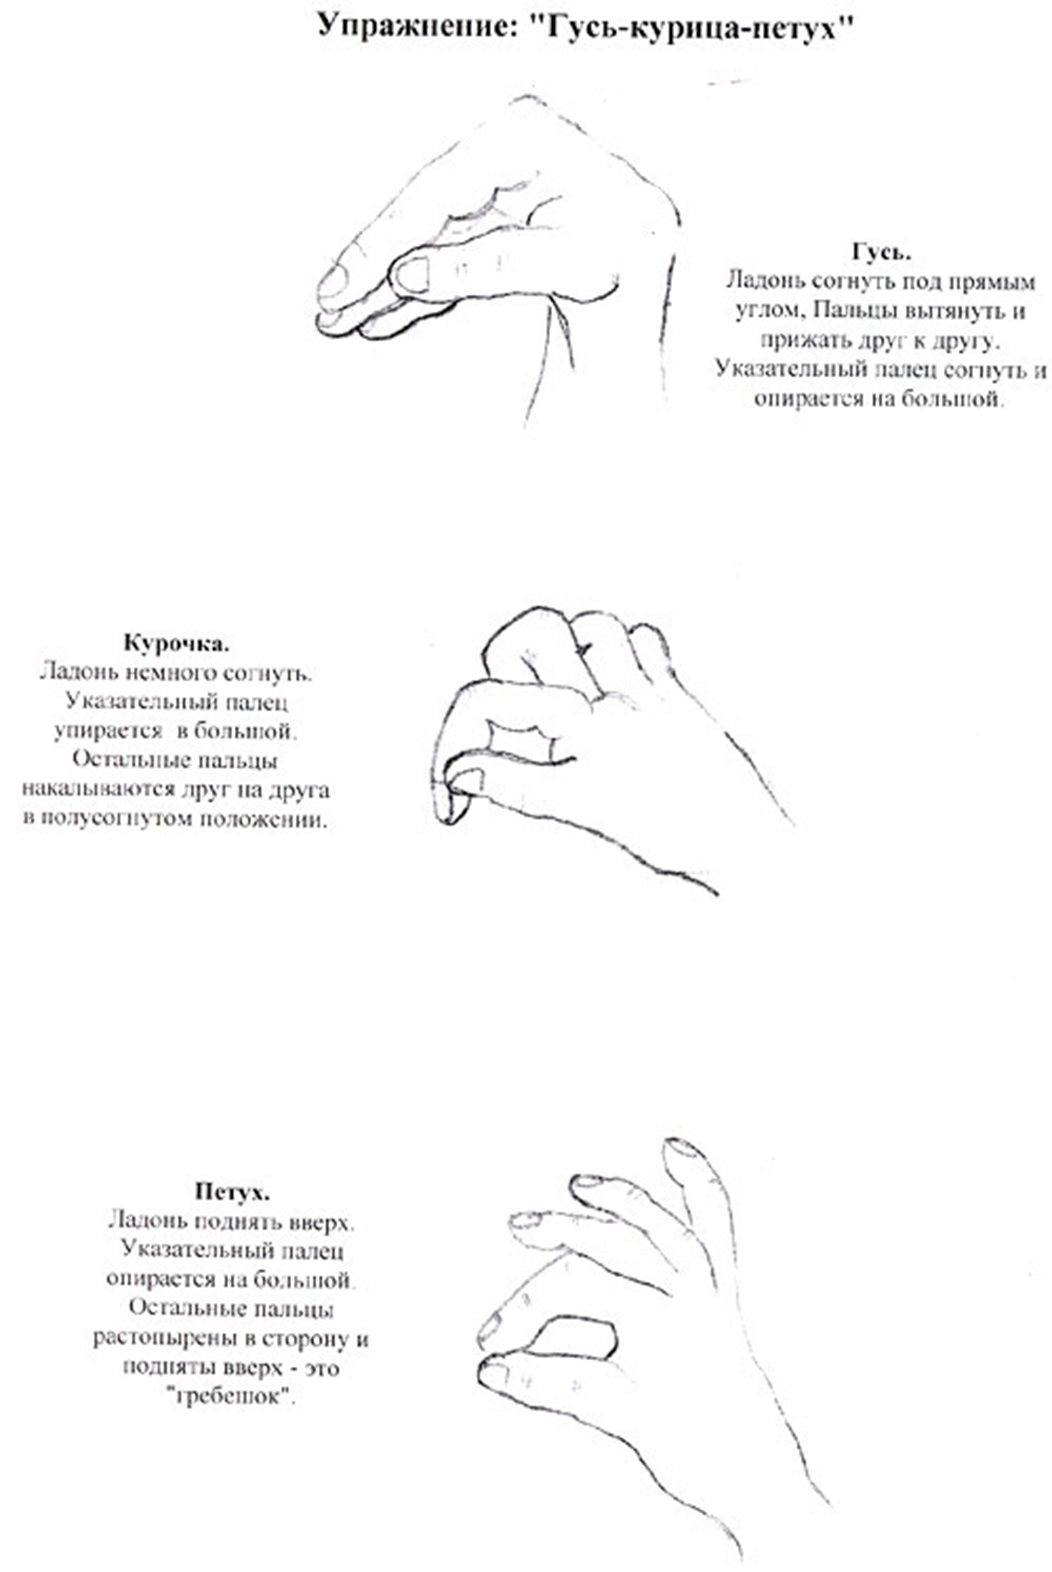 Упражнение: "Гусь-курица-петух"
Гусь.
Ладонь согнуть под прямым
углом, Пальцы вытянуть и
прижать друг к другу.
Указательный палец согнуть и
опирается на большой.
Курочка.
Ладонь немного согнуть.
Указательный палец
упирается в большой.
Остальные пальцы
накалываются друг на друга
в полусогнутом положении.
Петух.
Ладонь поднять вверх.
Указательный палец
опирается на большой.
Остальные пальцы
растопырены в сторону и
подняты вверх - это
"гребешок".